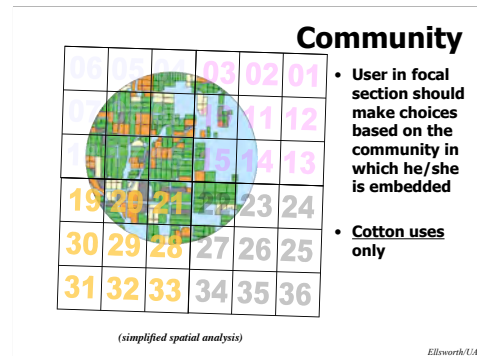 Community
06 05 04 03 02 01
07 11 12
15 14 13
19 20 21 22 23 24
30 29 28 27 26 25
31 32 33 34 35 36
• User in focal
section should
make choices
based on the
community in
which he/she
is embedded
• Cotton uses
only
(simplified spatial analysis)
Ellsworth/UA